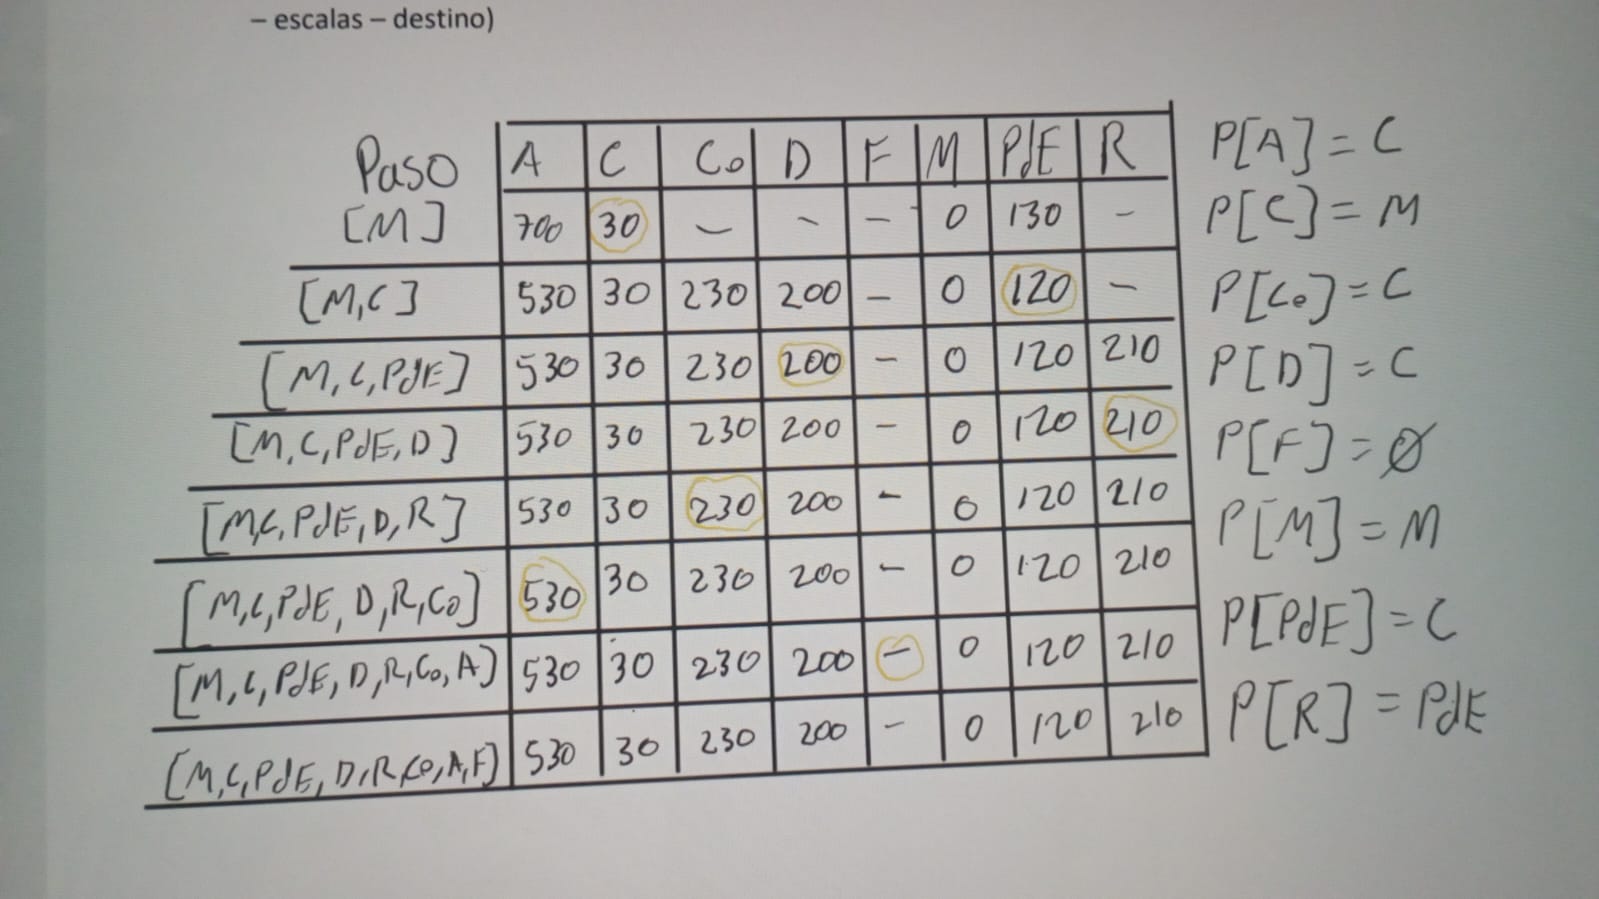 – escalas – destino)
Paso A C Co D F M PdE R
[M] 700 30 – – – 0 130 –
[M,C] 530 30 230 200 – 0 120 –
[M,C,PdE] 530 30 230 200 – 0 120 210
[M,C,PdE,D] 530 30 230 200 – 0 120 210
[M,C,PdE,D,R] 530 30 230 200 – 0 120 210
[M,C,PdE,D,R,Co] 530 30 230 200 – 0 120 210
[M,C,PdE,D,R,Co,A] 530 30 230 200 – 0 120 210
[M,C,PdE,D,R,Co,A,F] 530 30 230 200 – 0 120 210
P[A] = C
P[C] = M
P[Co] = C
P[D] = C
P[F] = Ø
P[M] = M
P[PdE] = C
P[R] = PdE